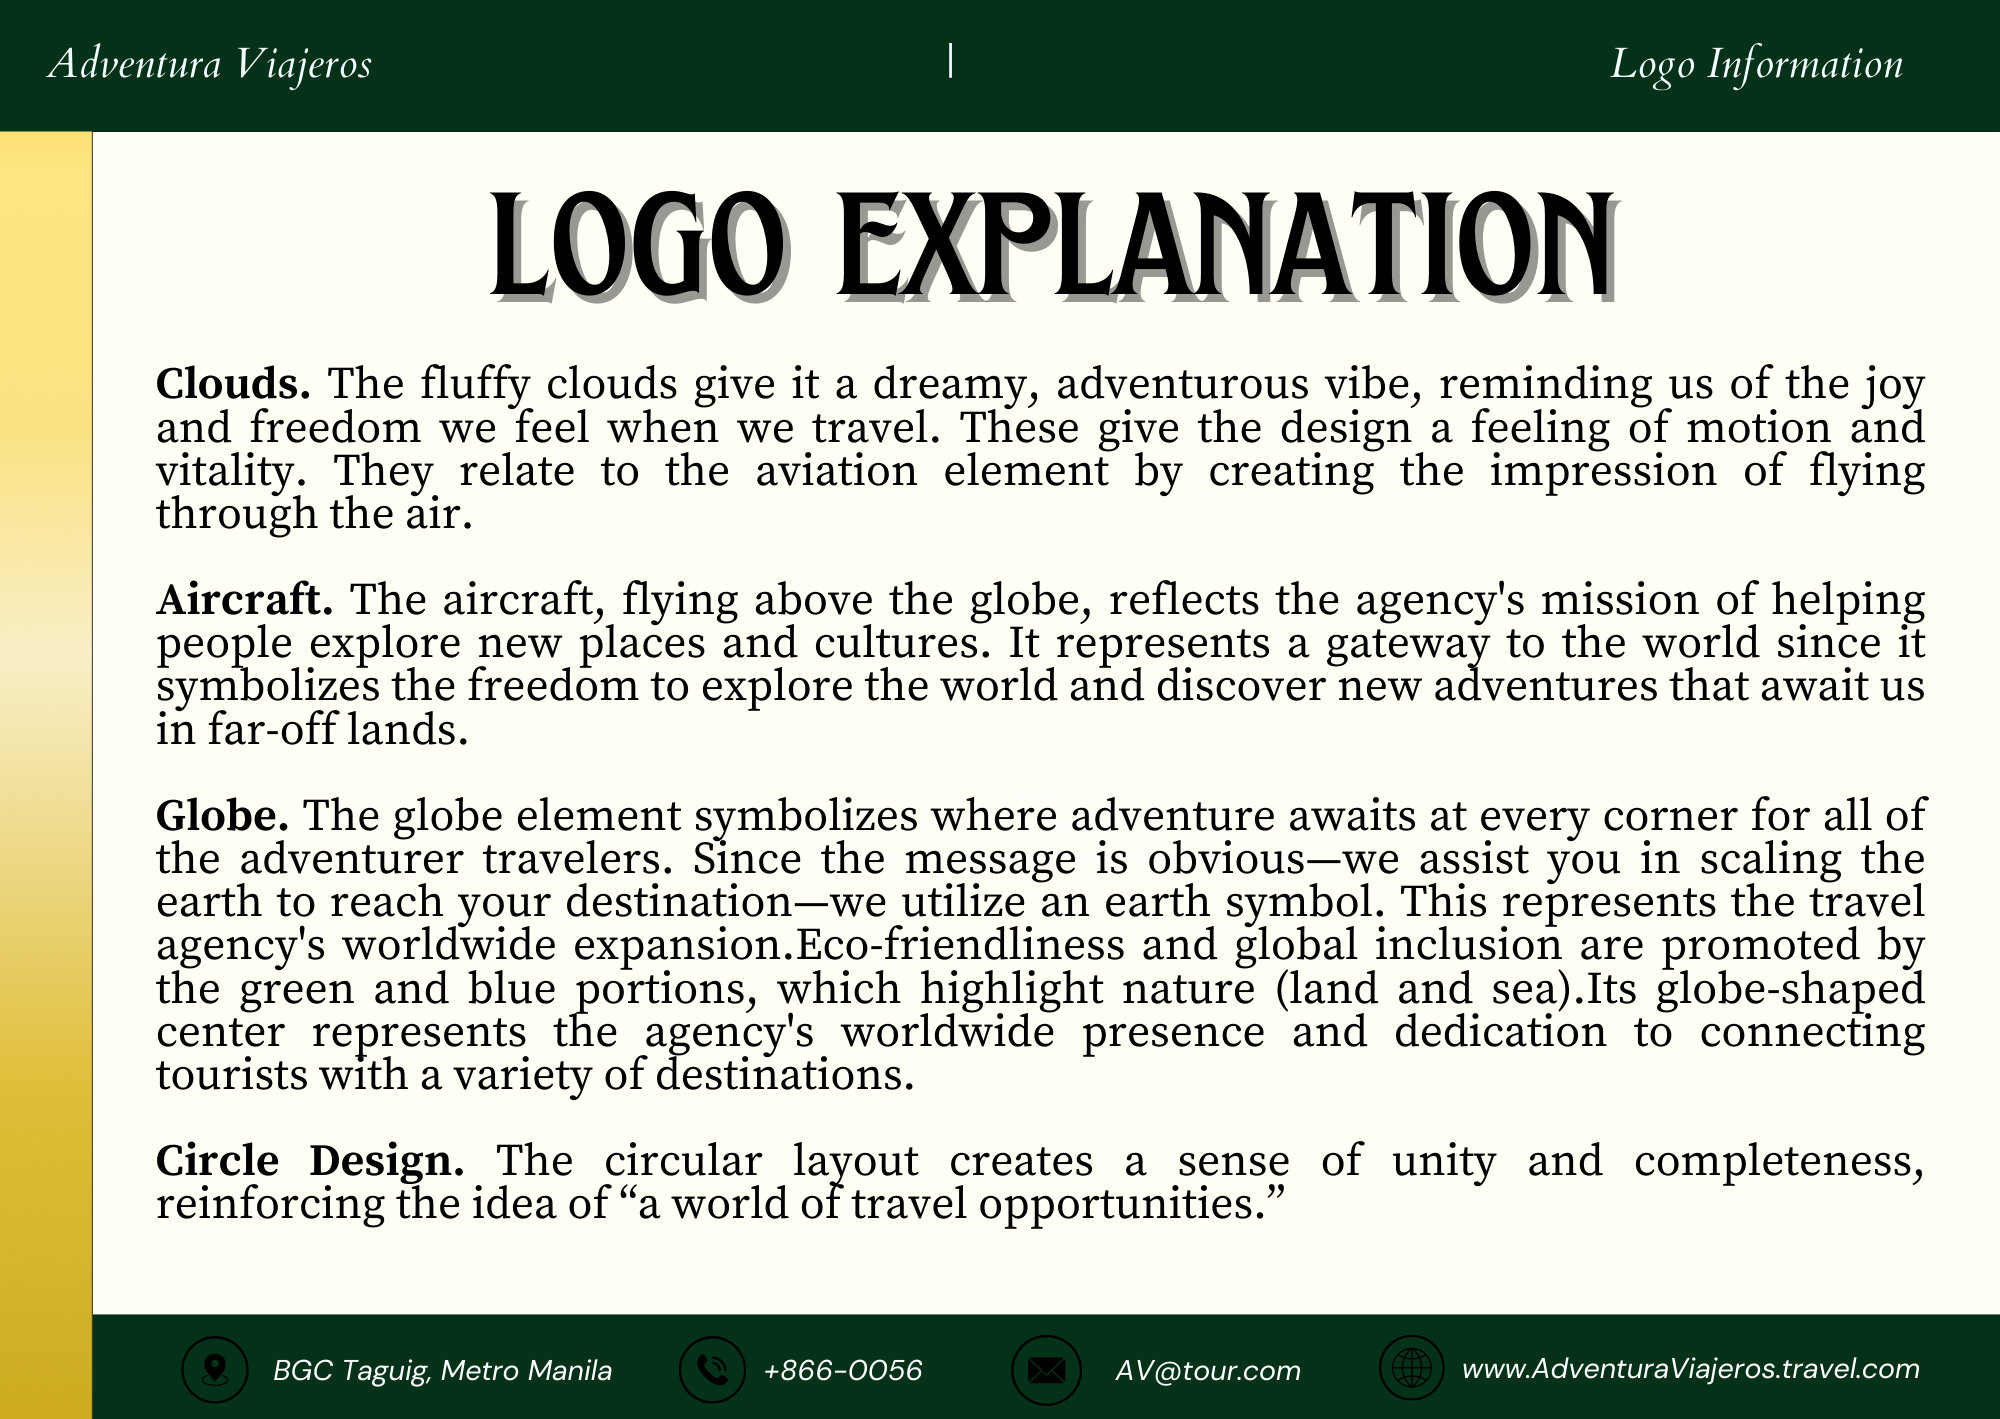 Adventura Viajeros | Logo Information
LOGO EXPLANATION
Clouds. The fluffy clouds give it a dreamy, adventurous vibe, reminding us of the joy
and freedom we feel when we travel. These give the design a feeling of motion and
vitality. They relate to the aviation element by creating the impression of flying
through the air.
Aircraft. The aircraft, flying above the globe, reflects the agency's mission of helping
people explore new places and cultures. It represents a gateway to the world since it
symbolizes the freedom to explore the world and discover new adventures that await us
in far-off lands.
Globe. The globe element symbolizes where adventure awaits at every corner for all of
the adventurer travelers. Since the message is obvious—we assist you in scaling the
earth to reach your destination—we utilize an earth symbol. This represents the travel
agency's worldwide expansion.Eco-friendliness and global inclusion are promoted by
the green and blue portions, which highlight nature (land and sea).Its globe-shaped
center represents the agency's worldwide presence and dedication to connecting
tourists with a variety of destinations.
Circle Design. The circular layout creates a sense of unity and completeness,
reinforcing the idea of “a world of travel opportunities.”
BGC Taguig, Metro Manila +866-0056 AV@tour.com www.AdventuraViajeros.travel.com